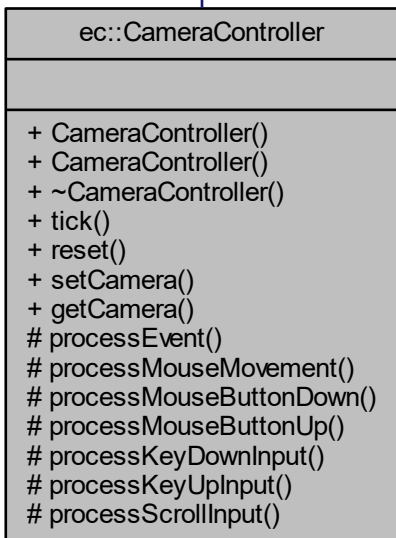 ec::CameraController
+ CameraController()
+ CameraController()
+ ~CameraController()
+ tick()
+ reset()
+ setCamera()
+ getCamera()
# processEvent()
# processMouseMovement()
# processMouseButtonDown()
# processMouseButtonUp()
# processKeyDownInput()
# processKeyUpInput()
# processScrollInput()